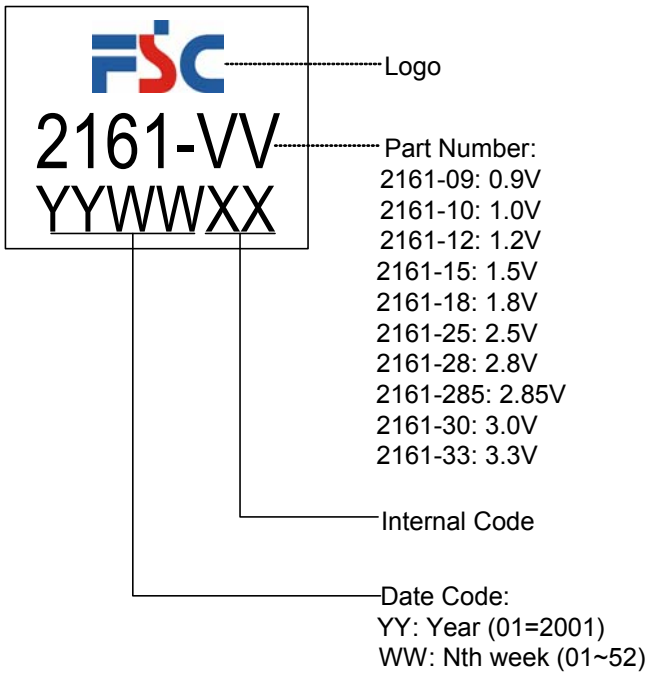 FSC
Logo
2161-VV
Part Number:
YYWWXX
2161-09: 0.9V
2161-10: 1.0V
2161-12: 1.2V
2161-15: 1.5V
2161-18: 1.8V
2161-25: 2.5V
2161-28: 2.8V
2161-285: 2.85V
2161-30: 3.0V
2161-33: 3.3V
Internal Code
Date Code:
YY: Year (01=2001)
WW: Nth week (01~52)